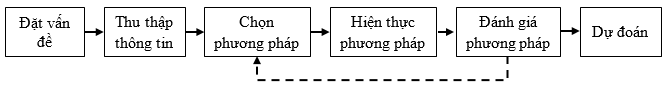 Đặt vấn
đề
Thu thập
thông tin
Chọn
phương pháp
Hiện thực
phương pháp
Đánh giá
phương pháp
Dự đoán